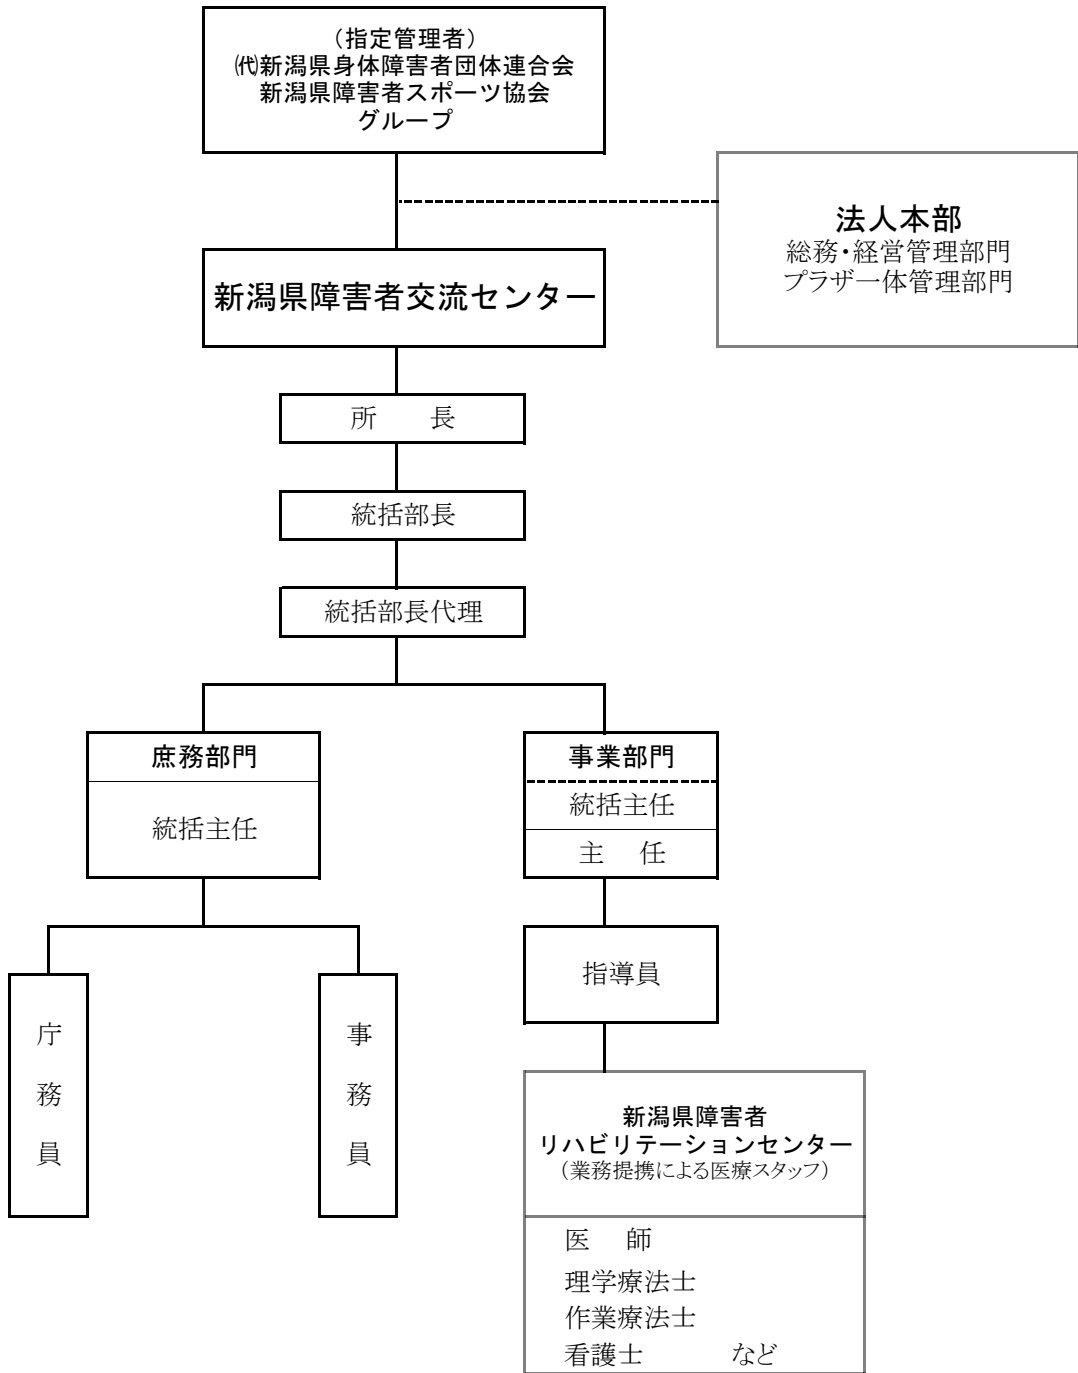 （指定管理者）
㈹新潟県身体障害者団体連合会
新潟県障害者スポーツ協会
グループ
法人本部
総務・経営管理部門
プラザ一体管理部門
新潟県障害者交流センター
所　　長
統括部長
統括部長代理
庶務部門
統括主任
事業部門
統括主任
主　任
庁務員
事務員
指導員
新潟県障害者
リハビリテーションセンター
（業務提携による医療スタッフ）
医　師
理学療法士
作業療法士
看護士　　　など